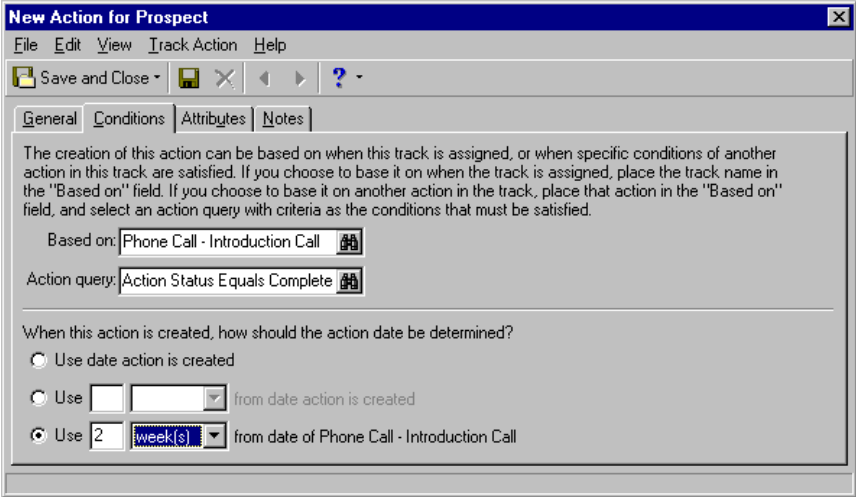 New Action for Prospect
File Edit View Track Action Help
Save and Close
?
General Conditions Attributes Notes
The creation of this action can be based on when this track is assigned, or when specific conditions of another
action in this track are satisfied. If you choose to base it on when the track is assigned, place the track name in
the "Based on" field. If you choose to base it on another action in the track, place that action in the "Based on"
field, and select an action query with criteria as the conditions that must be satisfied.
Based on: Phone Call - Introduction Call
Action query: Action Status Equals Complete
When this action is created, how should the action date be determined?
Use date action is created
Use from date action is created
Use 2 week(s) from date of Phone Call - Introduction Call